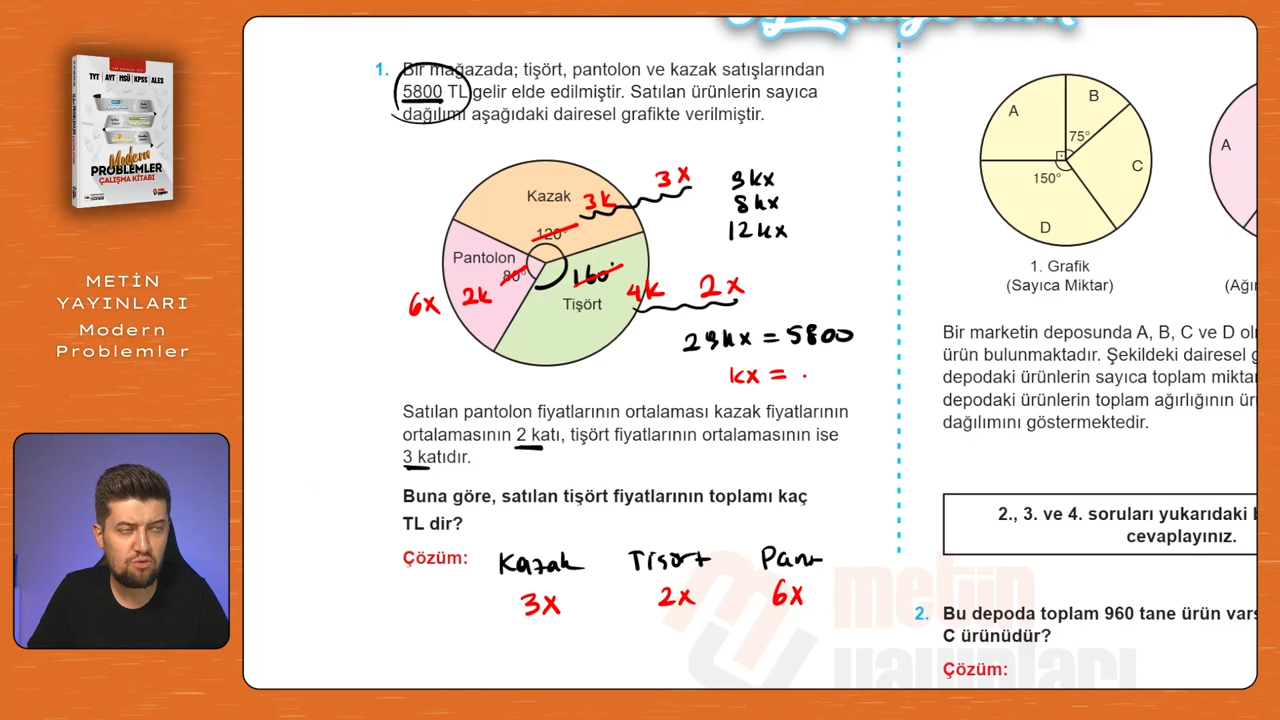 TYT | AYT | MSÜ | KPSS | ALES
Modern
PROBLEMLER
ÇALIŞMA KİTABI
METİN
YAYINLARI
Modern
Problemler
1. Bir mağazada; tişört, pantolon ve kazak satışlarından
5800 TL gelir elde edilmiştir. Satılan ürünlerin sayıca
dağılımı aşağıdaki dairesel grafikte verilmiştir.
Kazak
120°
3k
3x
Pantolon
80°
6x
2k
160°
Tişört
4k
2x
9kx
8kx
12kx
29kx = 5800
kx = .
Satılan pantolon fiyatlarının ortalaması kazak fiyatlarının
ortalamasının 2 katı, tişört fiyatlarının ortalamasının ise
3 katıdır.
Buna göre, satılan tişört fiyatlarının toplamı kaç
TL dir?
Çözüm:
Kazak Tişört Pan
3x 2x 6x
A
B
75°
C
150°
D
1. Grafik
(Sayıca Miktar)
A
(Ağır
Bir marketin deposunda A, B, C ve D olm
ürün bulunmaktadır. Şekildeki dairesel g
depodaki ürünlerin sayıca toplam miktar
depodaki ürünlerin toplam ağırlığının ür
dağılımını göstermektedir.
2., 3. ve 4. soruları yukarıdaki b
cevaplayınız.
2. Bu depoda toplam 960 tane ürün vars
C ürünüdür?
Çözüm:
metin
yayınları